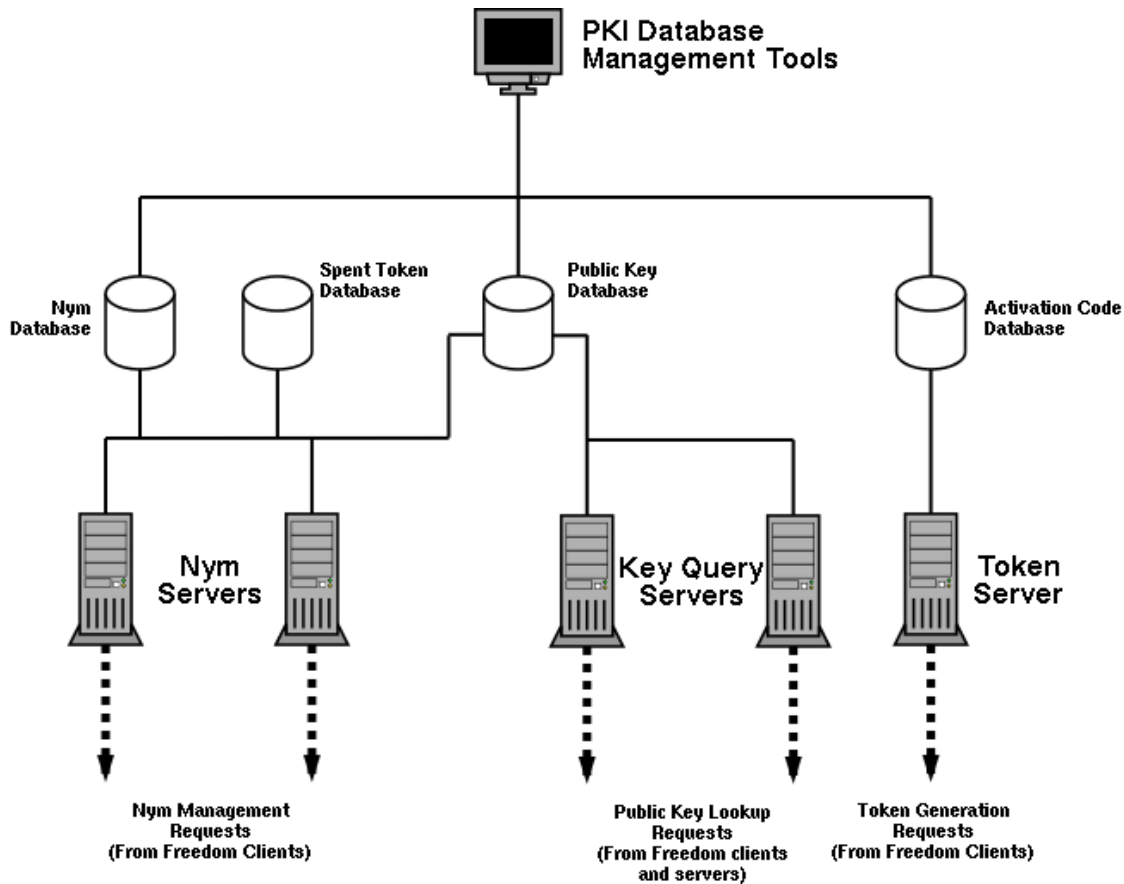 PKI Database
Management Tools
Nym
Database
Spent Token
Database
Public Key
Database
Activation Code
Database
Nym
Servers
Key Query
Servers
Token
Server
Nym Management
Requests
(From Freedom Clients)
Public Key Lookup
Requests
(From Freedom clients
and servers)
Token Generation
Requests
(From Freedom Clients)